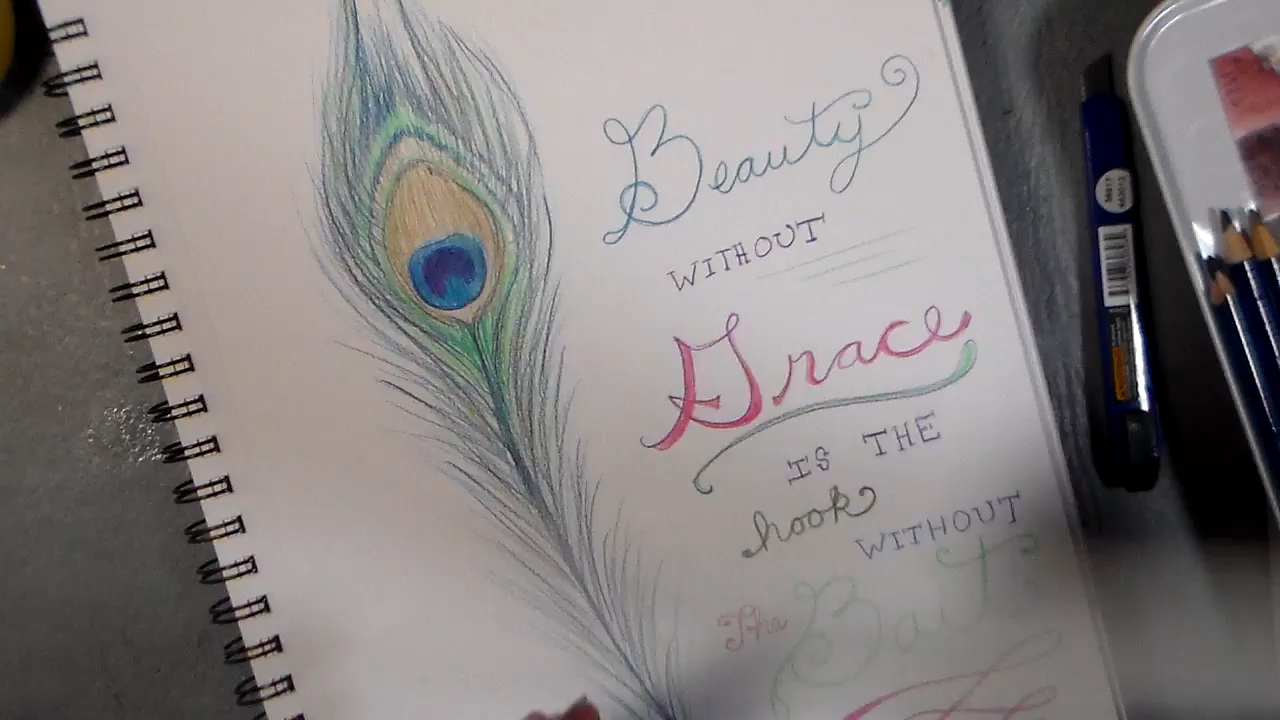 Beauty
WITHOUT
Grace
IS THE
hook
WITHOUT
The Bait